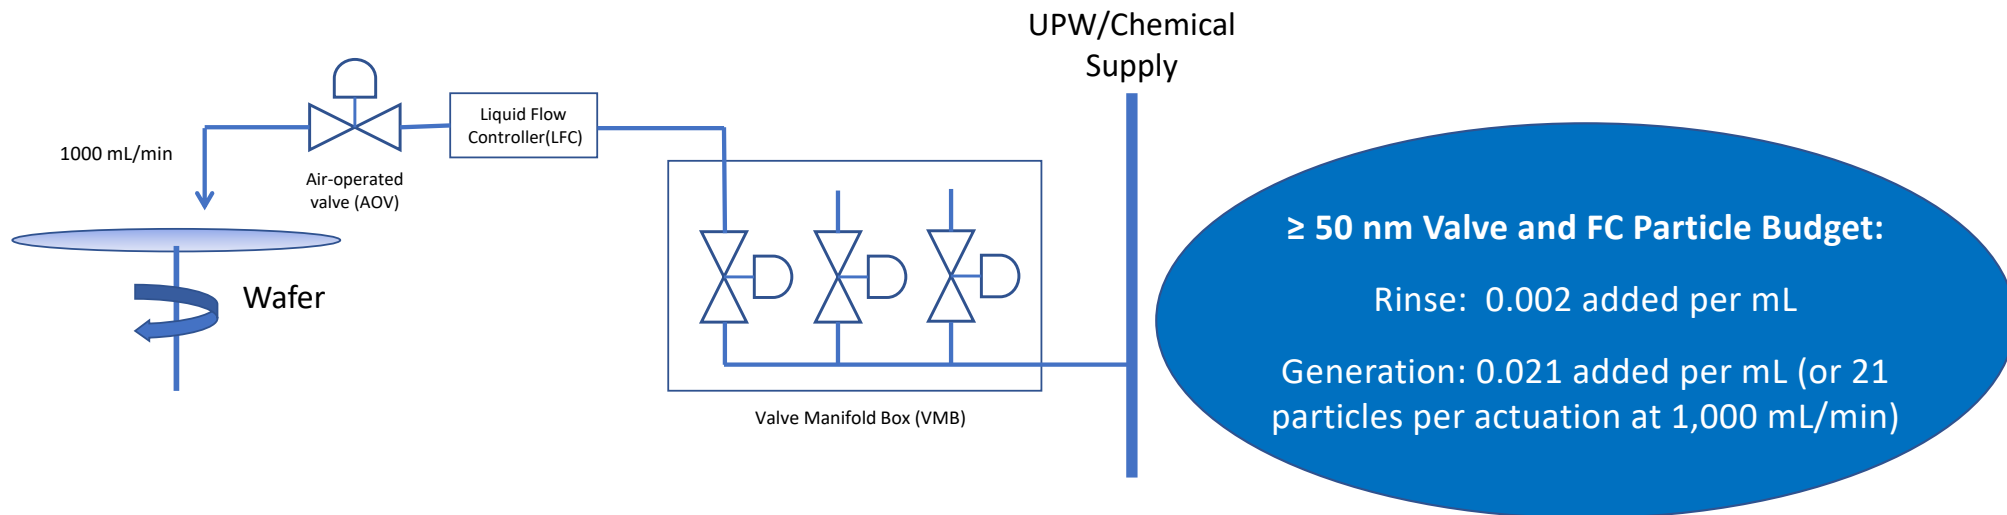 UPW/Chemical
Supply
Liquid Flow
Controller(LFC)
1000 mL/min
Air-operated
valve (AOV)
Wafer
Valve Manifold Box (VMB)
≥ 50 nm Valve and FC Particle Budget:
Rinse: 0.002 added per mL
Generation: 0.021 added per mL (or 21
particles per actuation at 1,000 mL/min)